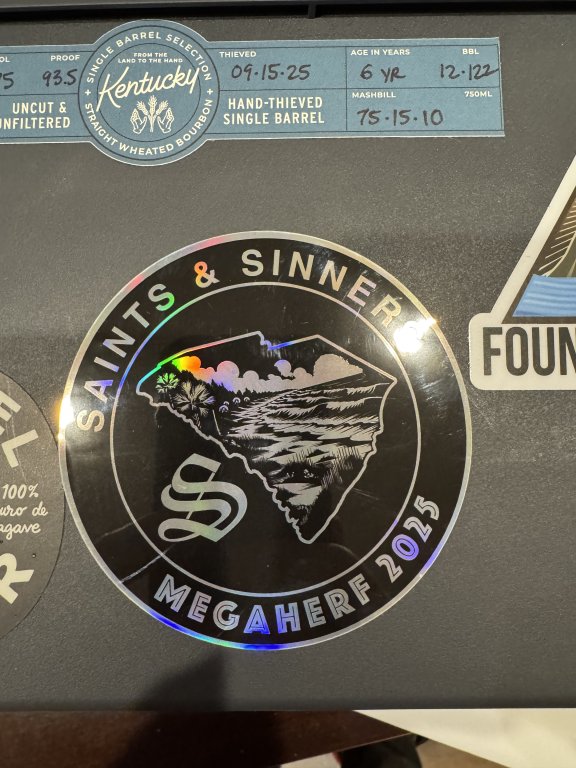 PROOF
93.5
UNCUT &
SINGLE BARREL SELECTION
FROM THE
LAND TO THE HAND
Kentucky
STRAIGHT WHEATED BOURBON
THIEVED
09·15·25
HAND-THIEVED
SINGLE BARREL
AGE IN YEARS
6 YR
BBL
12·122
MASHBILL
75·15·10
750ML
SAINTS & SINNERS
S
MEGAHERF 2025
FOUN
E
L
100%
agave
R